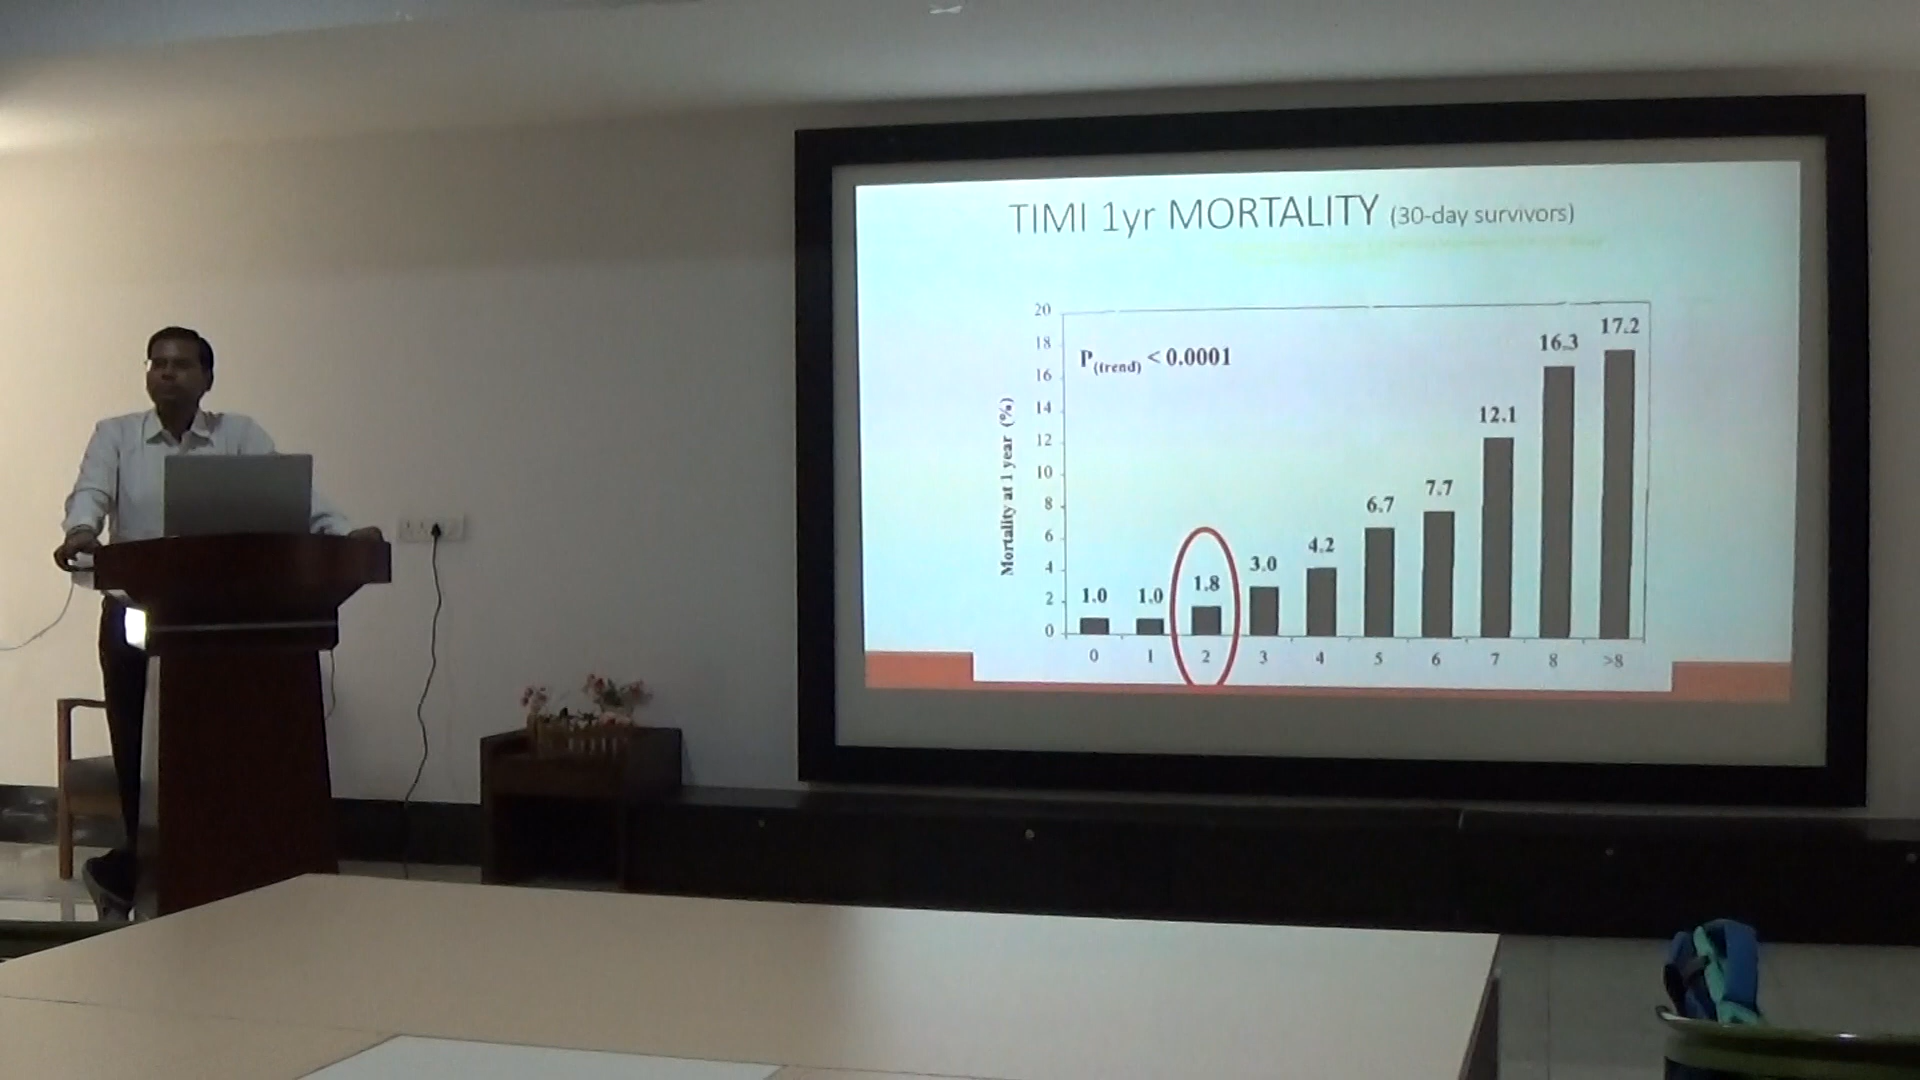 TIMI 1yr MORTALITY (30-day survivors)
P(trend) < 0.0001
Mortality at 1 year (%)
20
18
16
14
12
10
8
6
4
2
0
1.0 1.0 1.8 3.0 4.2 6.7 7.7 12.1 16.3 17.2
0 1 2 3 4 5 6 7 8 >8